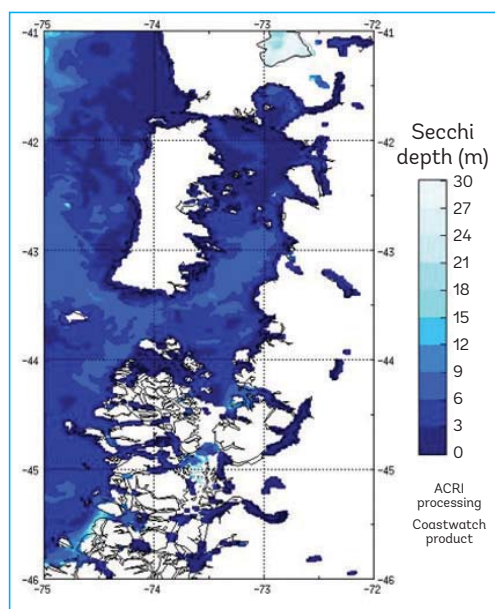 -75 -74 -73 -72
-41 -41
-42 -42
-43 -43
-44 -44
-45 -45
-46 -46
-75 -74 -73 -72
Secchi
depth (m)
30
27
24
21
18
15
12
9
6
3
0
ACRI
processing
Coastwatch
product